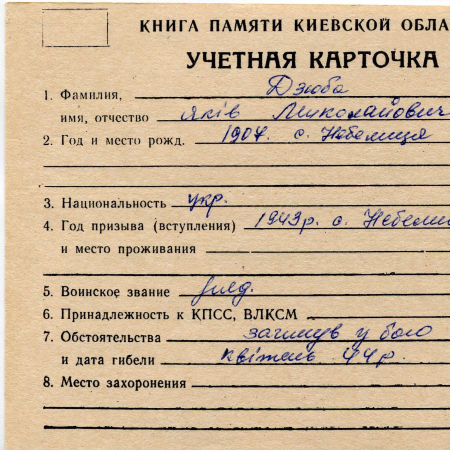 КНИГА ПАМЯТИ КИЕВСКОЙ ОБЛА
УЧЕТНАЯ КАРТОЧКА
1. Фамилия, Дзюба
имя, отчество Яків Миколайович
2. Год и место рожд. 1907 с. Небелиця
3. Национальность укр.
4. Год призыва (вступления) 1943р. с. Небели
и место проживания
5. Воинское звание
6. Принадлежность к КПСС, ВЛКСМ
7. Обстоятельства загинув у бою
и дата гибели квітень 44р.
8. Место захоронения